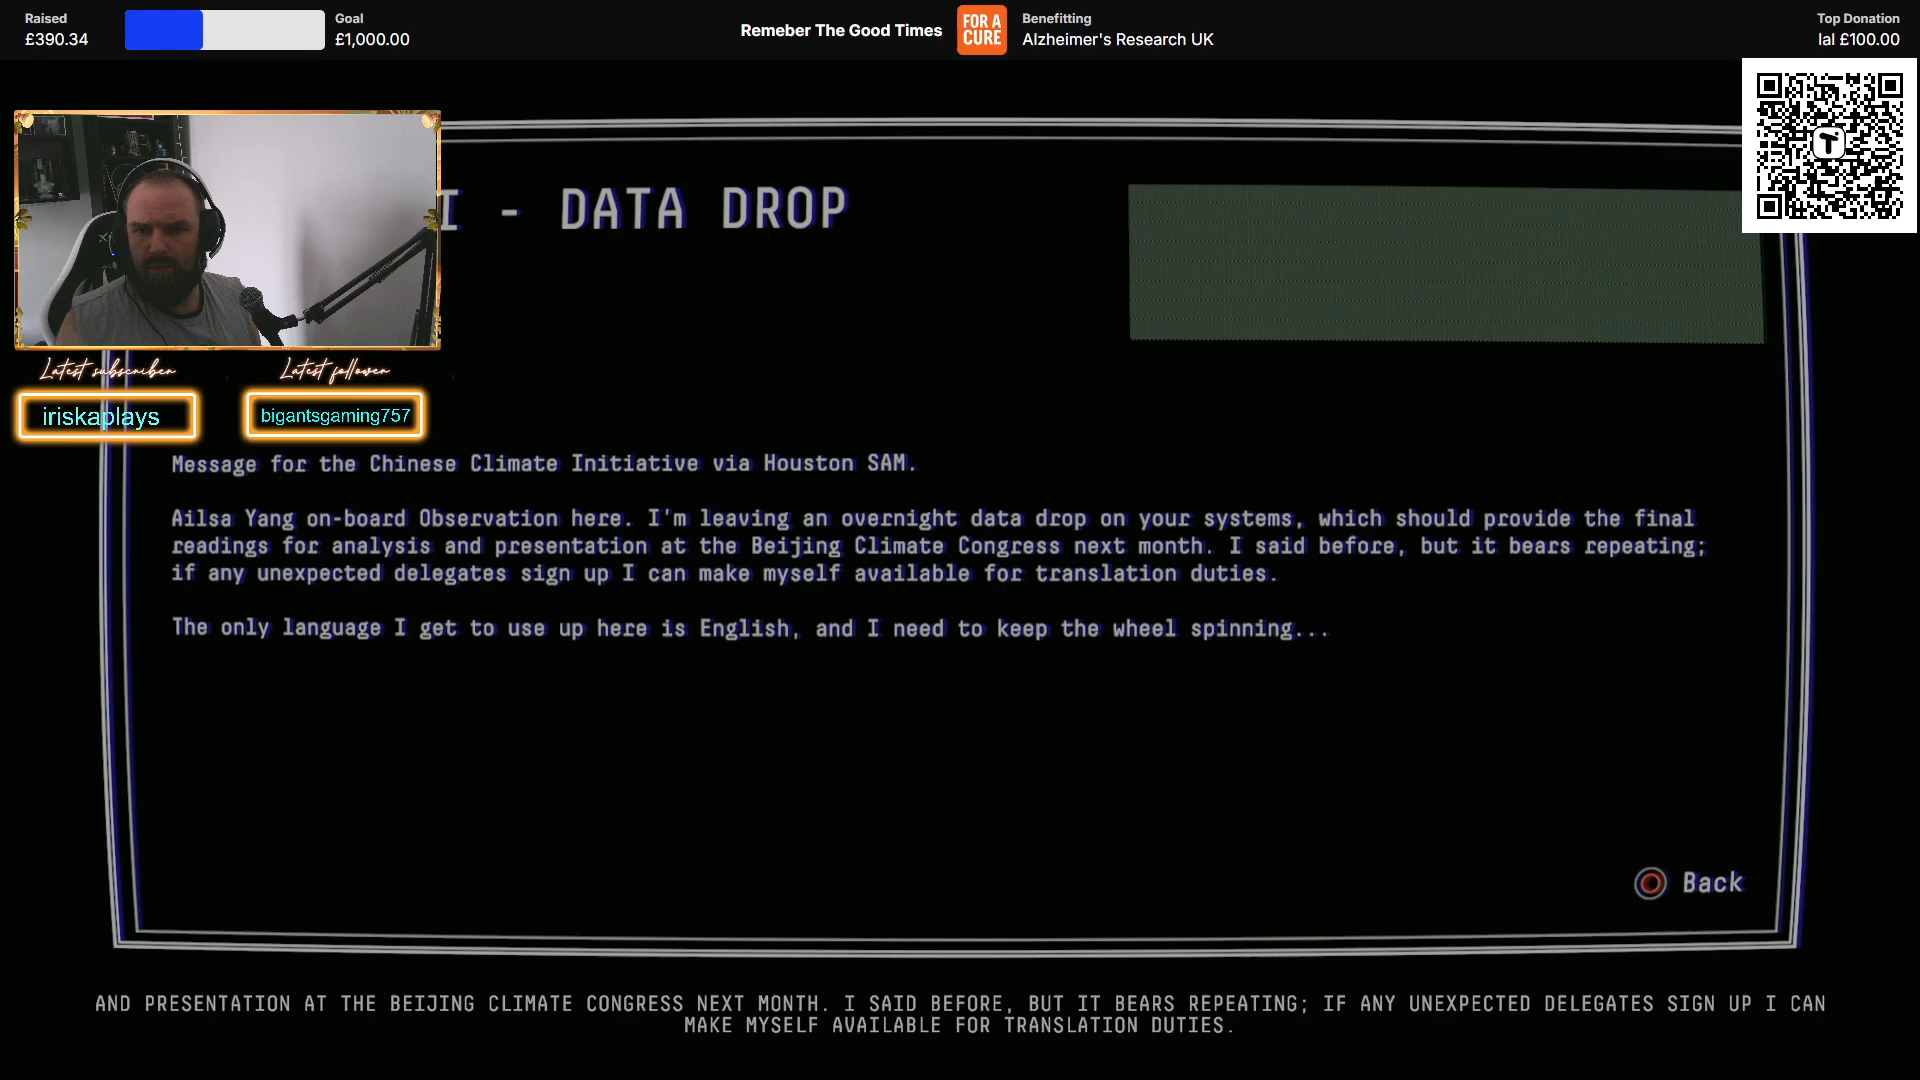 Raised
£390.34
Goal
£1,000.00
Remeber The Good Times
FOR A
CURE
Benefitting
Alzheimer's Research UK
Top Donation
lal £100.00
I - DATA DROP
Latest subscriber
Latest follower
iriskaplays
bigantsgaming757
Message for the Chinese Climate Initiative via Houston SAM.
Ailsa Yang on-board Observation here. I'm leaving an overnight data drop on your systems, which should provide the final
readings for analysis and presentation at the Beijing Climate Congress next month. I said before, but it bears repeating;
if any unexpected delegates sign up I can make myself available for translation duties.
The only language I get to use up here is English, and I need to keep the wheel spinning...
Back
AND PRESENTATION AT THE BEIJING CLIMATE CONGRESS NEXT MONTH. I SAID BEFORE, BUT IT BEARS REPEATING; IF ANY UNEXPECTED DELEGATES SIGN UP I CAN
MAKE MYSELF AVAILABLE FOR TRANSLATION DUTIES.